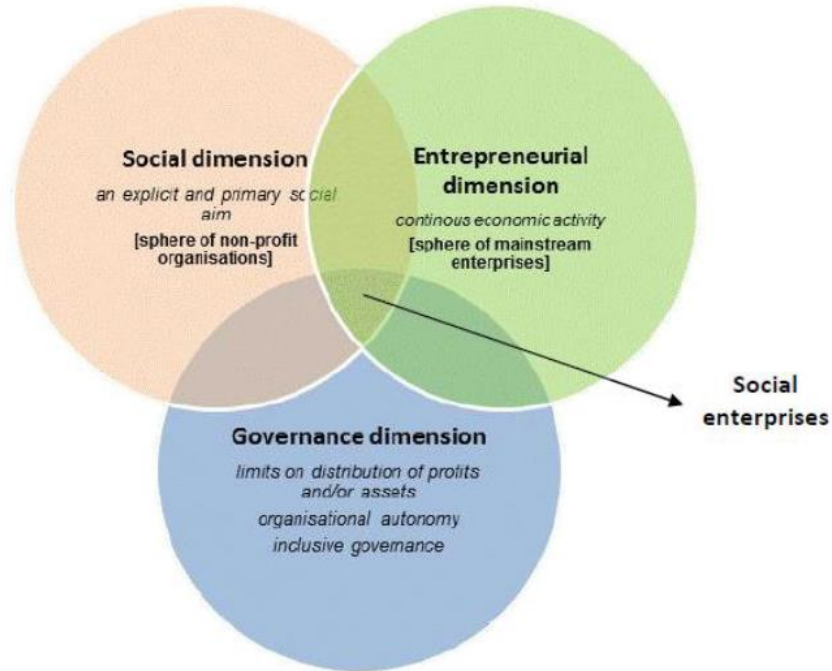 Social dimension
an explicit and primary social
aim
[sphere of non-profit
organisations]
Entrepreneurial
dimension
continous economic activity
[sphere of mainstream
enterprises]
Social
enterprises
Governance dimension
limits on distribution of profits
and/or assets
organisational autonomy
inclusive governance